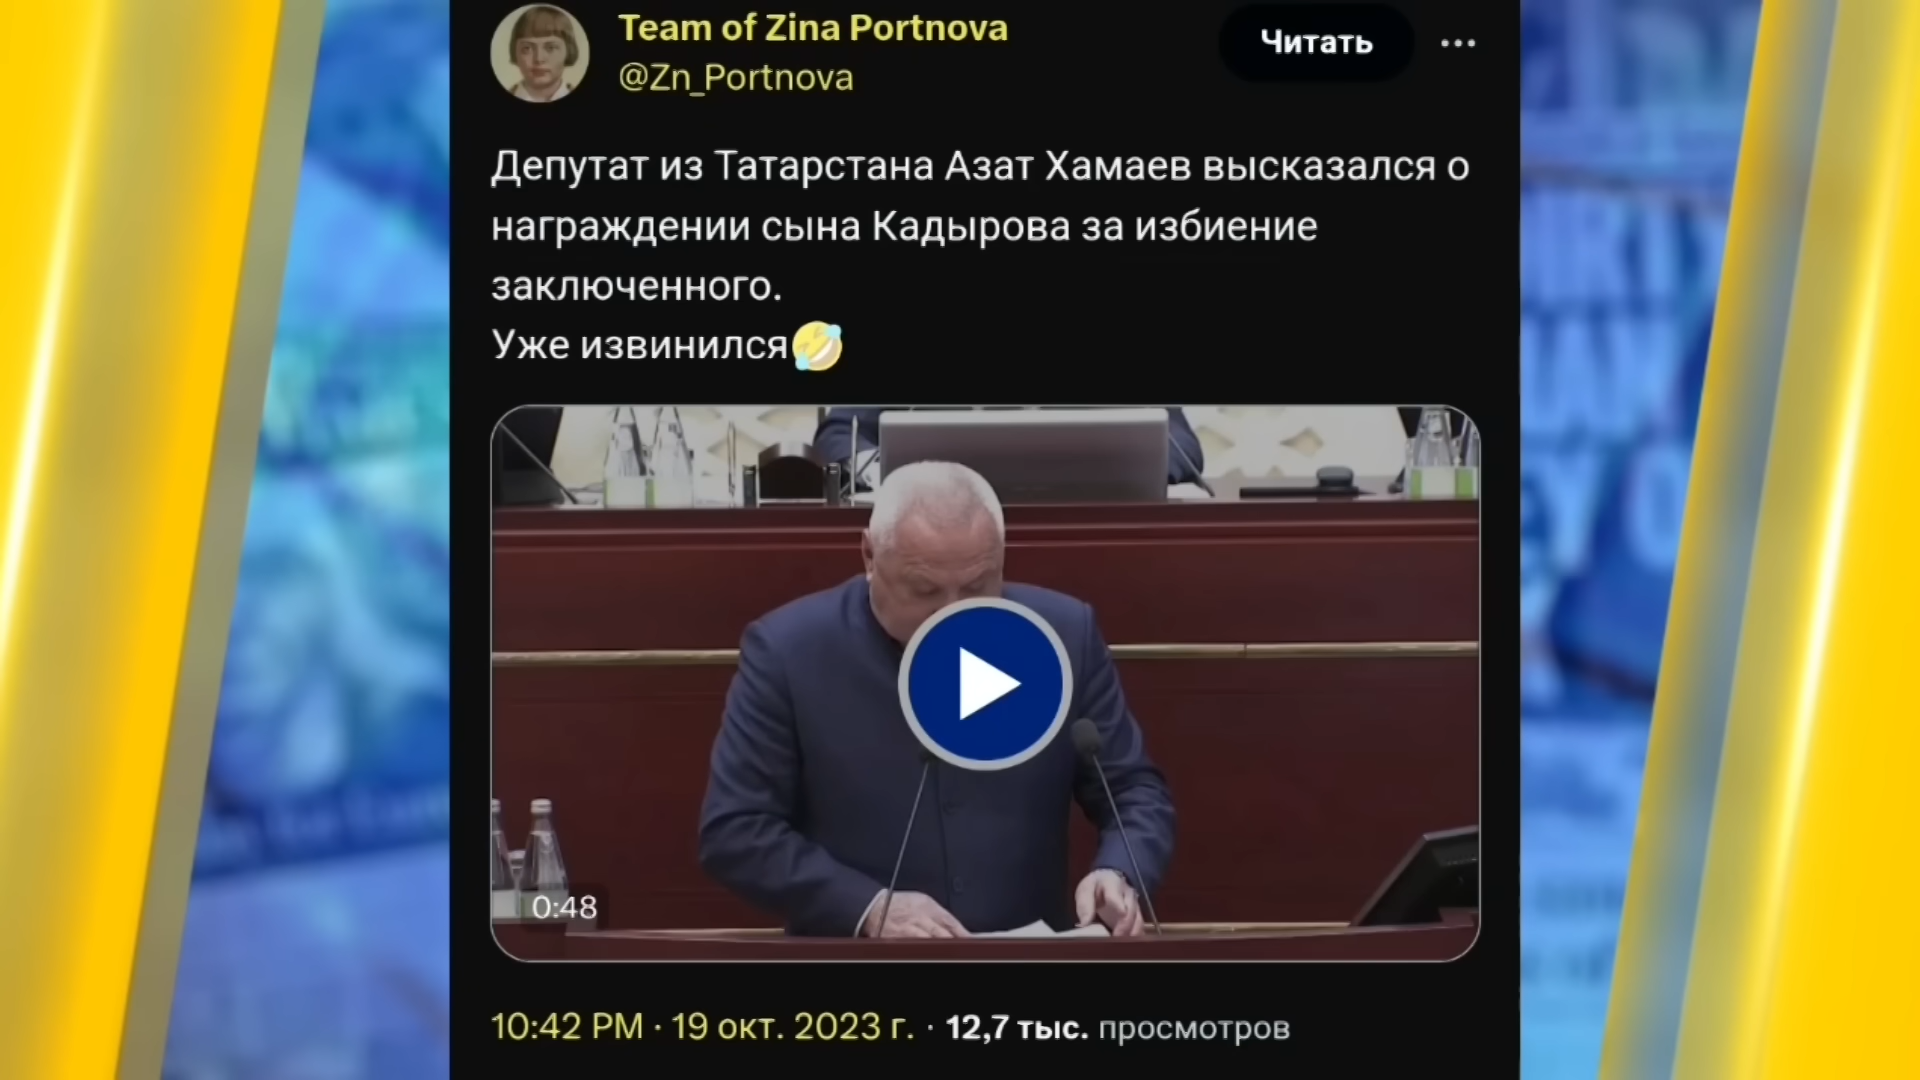 Team of Zina Portnova
@Zn_Portnova
Читать
Депутат из Татарстана Азат Хамаев высказался о
награждении сына Кадырова за избиение
заключенного.
Уже извинился🤣
0:48
10:42 PM · 19 окт. 2023 г. · 12,7 тыс. просмотров